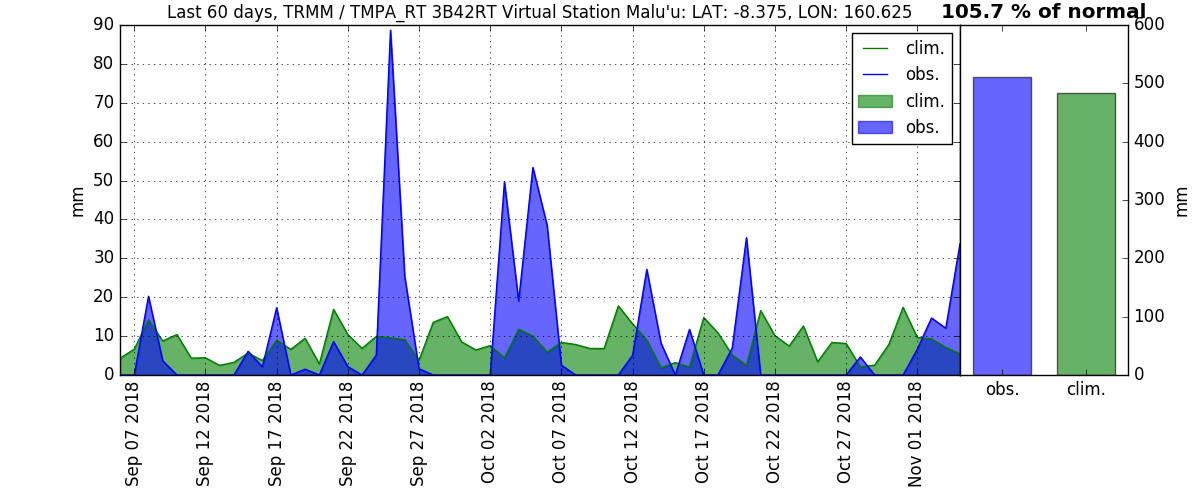 Last 60 days, TRMM / TMPA_RT 3B42RT Virtual Station Malu'u: LAT: -8.375, LON: 160.625
105.7 % of normal
90
80
70
60
50
40
30
20
10
0
mm
clim.
obs.
clim.
obs.
600
500
400
300
200
100
0
mm
Sep 07 2018
Sep 12 2018
Sep 17 2018
Sep 22 2018
Sep 27 2018
Oct 02 2018
Oct 07 2018
Oct 12 2018
Oct 17 2018
Oct 22 2018
Oct 27 2018
Nov 01 2018
obs.
clim.